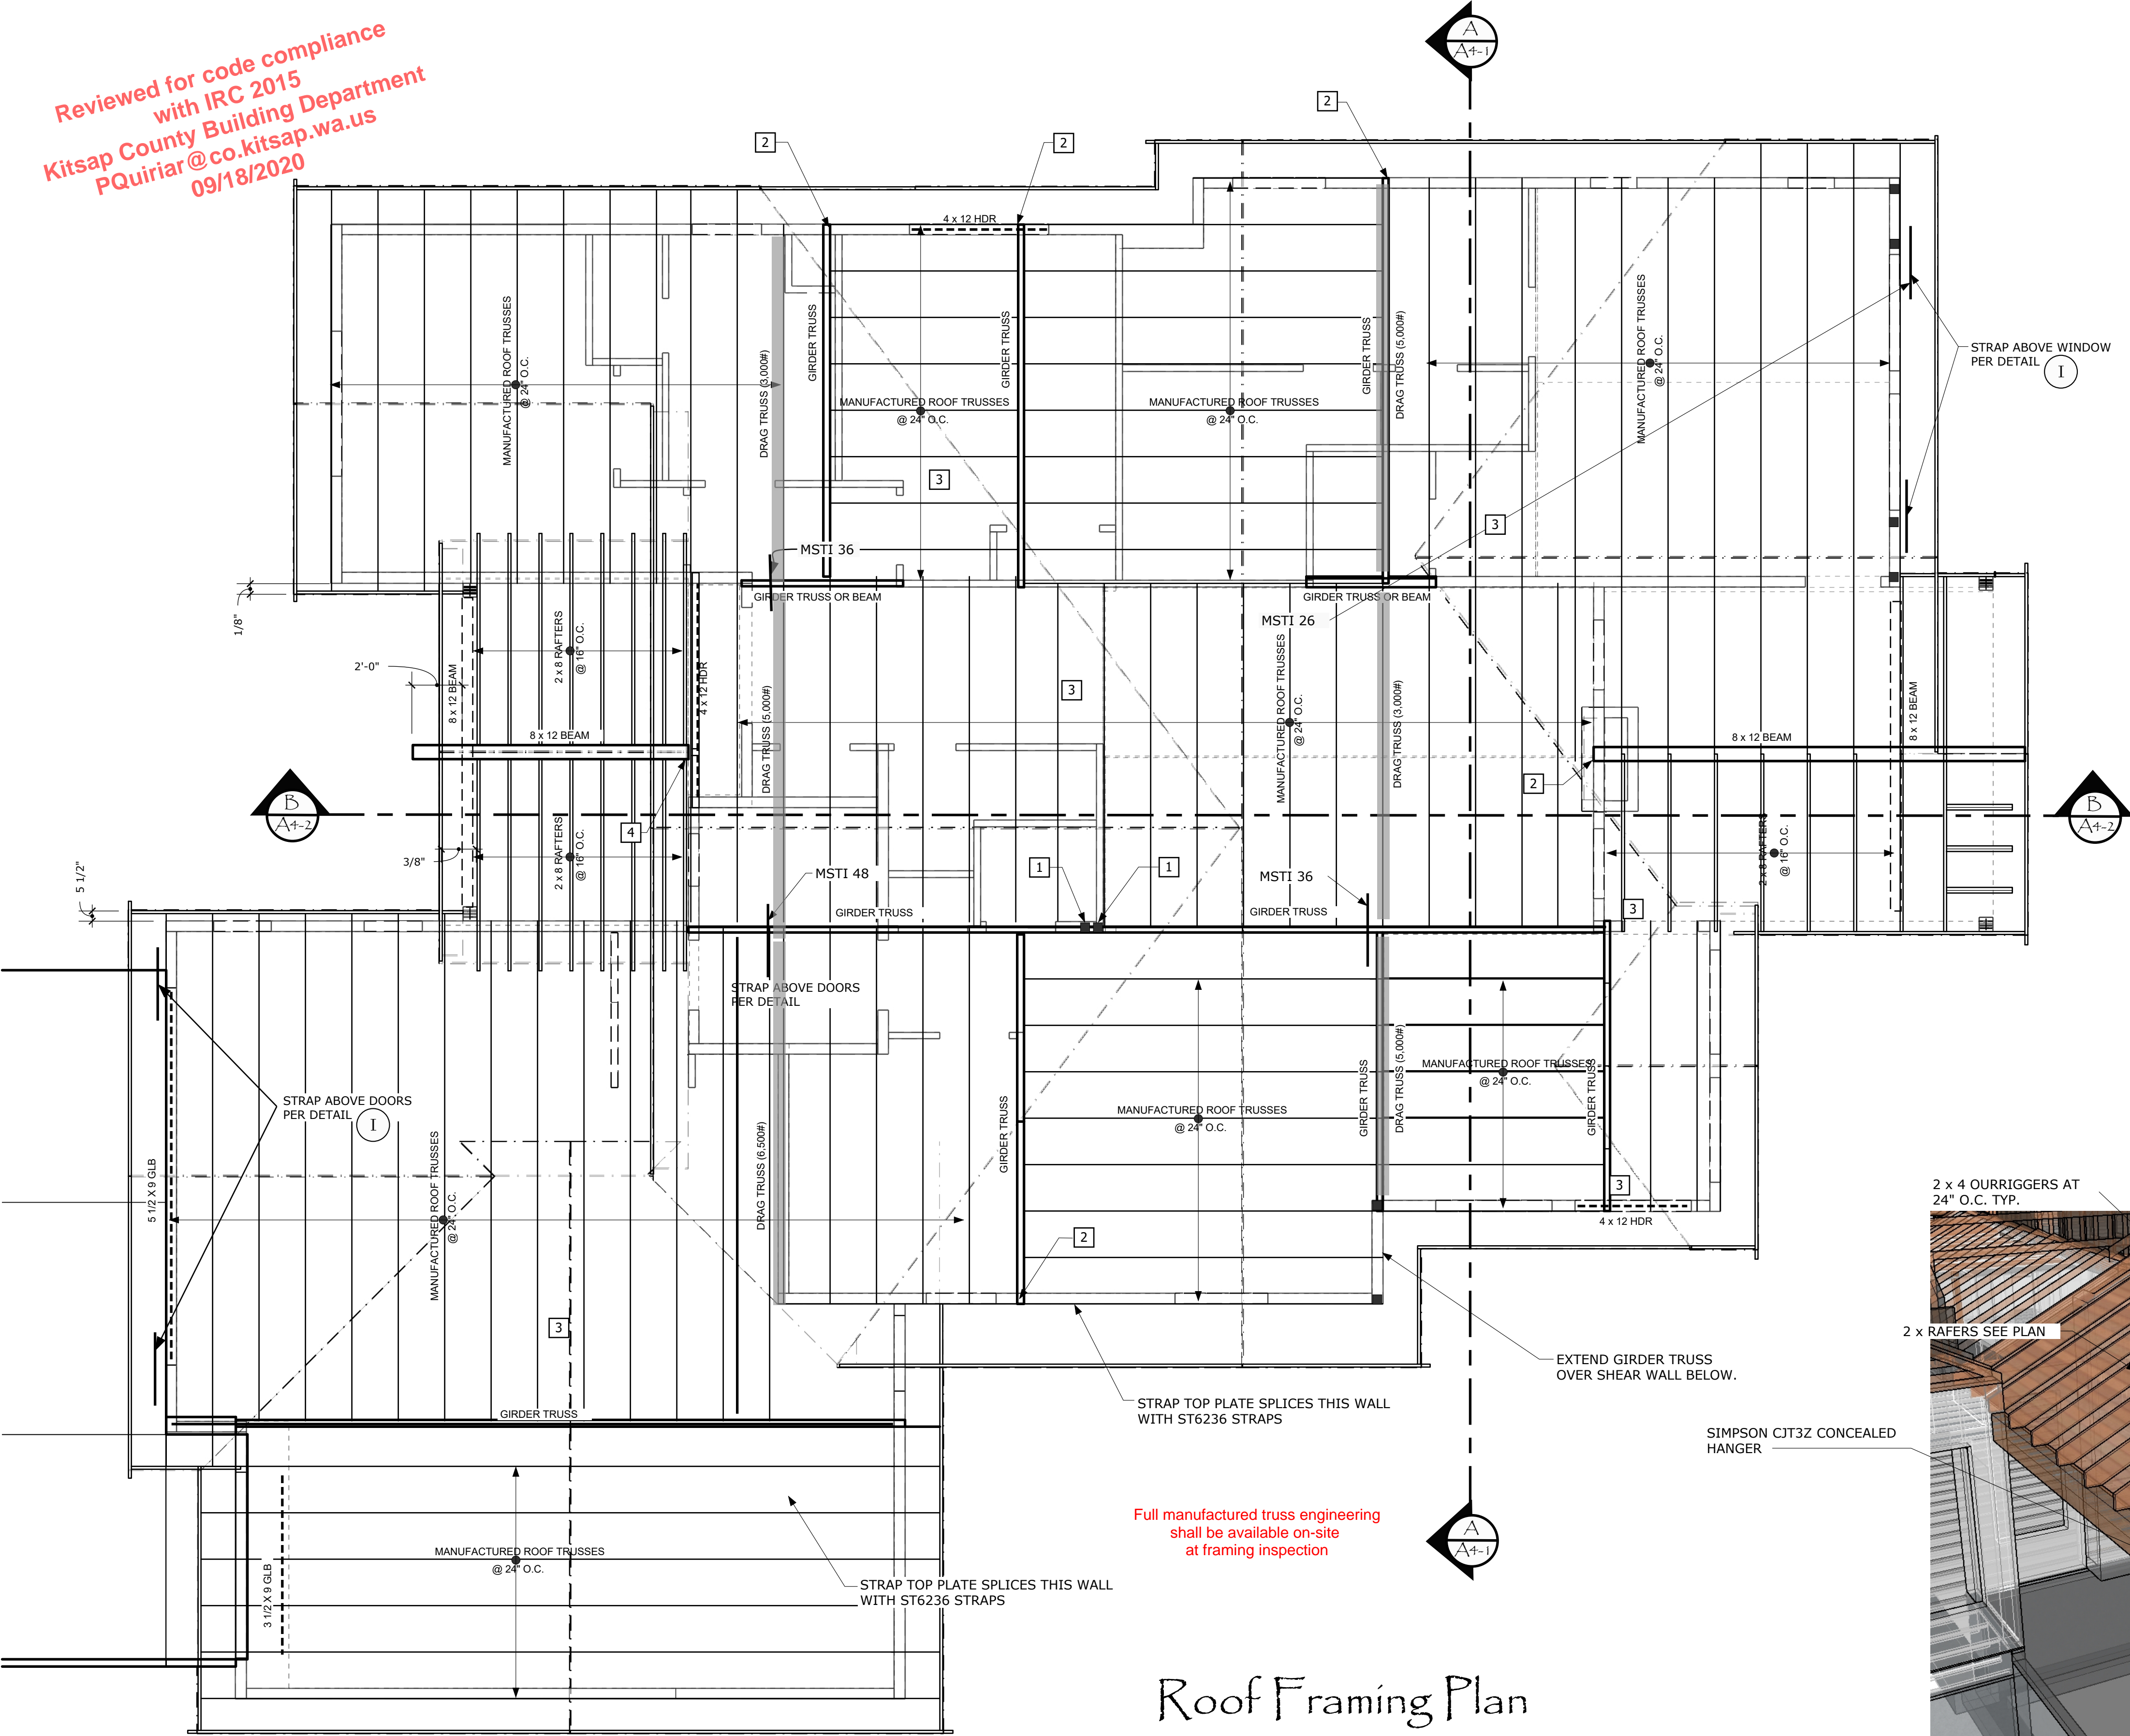 Reviewed for code compliance
with IRC 2015
Kitsap County Building Department
PQuiriar@co.kitsap.wa.us
09/18/2020
A
A4-1
2
2
2
4 x 12 HDR
MANUFACTURED ROOF TRUSSES
@ 24" O.C.
DRAG TRUSS (3,000#)
GIRDER TRUSS
GIRDER TRUSS
MANUFACTURED ROOF TRUSSES
@ 24" O.C.
MANUFACTURED ROOF TRUSSES
@ 24" O.C.
GIRDER TRUSS
DRAG TRUSS (5,000#)
MANUFACTURED ROOF TRUSSES
@ 24" O.C.
STRAP ABOVE WINDOW
PER DETAIL
I
3
3
MSTI 36
GIRDER TRUSS OR BEAM
GIRDER TRUSS OR BEAM
MSTI 26
1/8"
2'-0"
8 x 12 BEAM
2 x 8 RAFTERS
@ 16" O.C.
4 x 12 HDR
DRAG TRUSS (5,000#)
3
MANUFACTURED ROOF TRUSSES
@ 24" O.C.
DRAG TRUSS (3,000#)
8 x 12 BEAM
8 x 12 BEAM
8 x 12 BEAM
2
B
A4-2
B
A4-2
4
3/8"
2 x 8 RAFTERS
@ 16" O.C.
2 x 8 RAFTERS
@ 16" O.C.
5 1/2"
MSTI 48
1
1
MSTI 36
GIRDER TRUSS
GIRDER TRUSS
3
STRAP ABOVE DOORS
PER DETAIL
STRAP ABOVE DOORS
PER DETAIL
I
5 1/2 X 9 GLB
MANUFACTURED ROOF TRUSSES
@ 24" O.C.
DRAG TRUSS (6,500#)
GIRDER TRUSS
MANUFACTURED ROOF TRUSSES
@ 24" O.C.
GIRDER TRUSS
DRAG TRUSS (5,000#)
MANUFACTURED ROOF TRUSSES
@ 24" O.C.
GIRDER TRUSS
3
4 x 12 HDR
2
3
2 x 4 OURRIGGERS AT
24" O.C. TYP.
2 x RAFERS SEE PLAN
EXTEND GIRDER TRUSS
OVER SHEAR WALL BELOW.
STRAP TOP PLATE SPLICES THIS WALL
WITH ST6236 STRAPS
GIRDER TRUSS
SIMPSON CJT3Z CONCEALED
HANGER
Full manufactured truss engineering
shall be available on-site
at framing inspection
A
A4-1
MANUFACTURED ROOF TRUSSES
@ 24" O.C.
3 1/2 X 9 GLB
STRAP TOP PLATE SPLICES THIS WALL
WITH ST6236 STRAPS
Roof Framing Plan